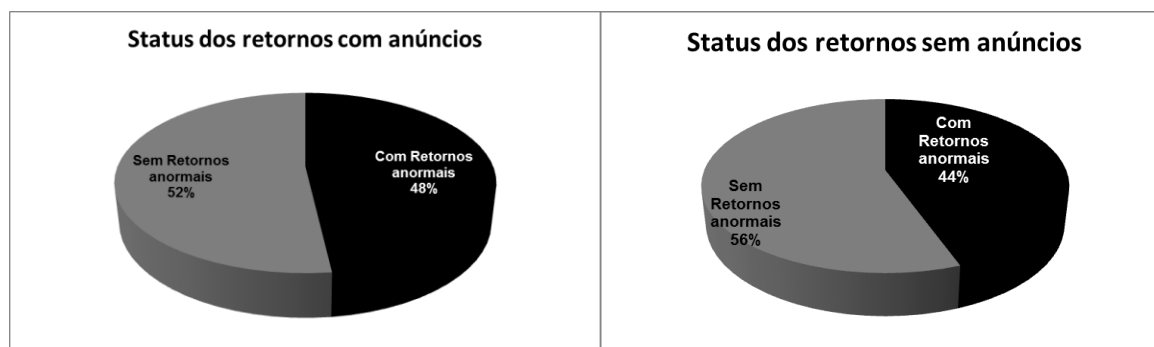 Status dos retornos com anúncios
Sem Retornos
anormais
52%
Com Retornos
anormais
48%
Status dos retornos sem anúncios
Com
Retornos
anormais
44%
Sem
Retornos
anormais
56%